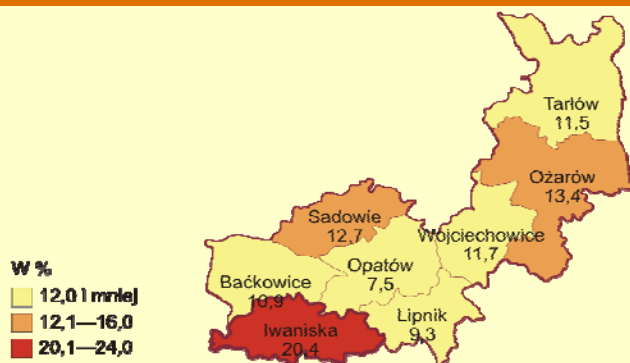 Tarłów
11,5
Ożarów
13,4
Sadowie
12,7
Wojciechowice
11,7
Opatów
7,5
Baćkowice
10,9
Lipnik
9,3
Iwaniska
20,4
W %
12,0 i mniej
12,1—16,0
20,1—24,0